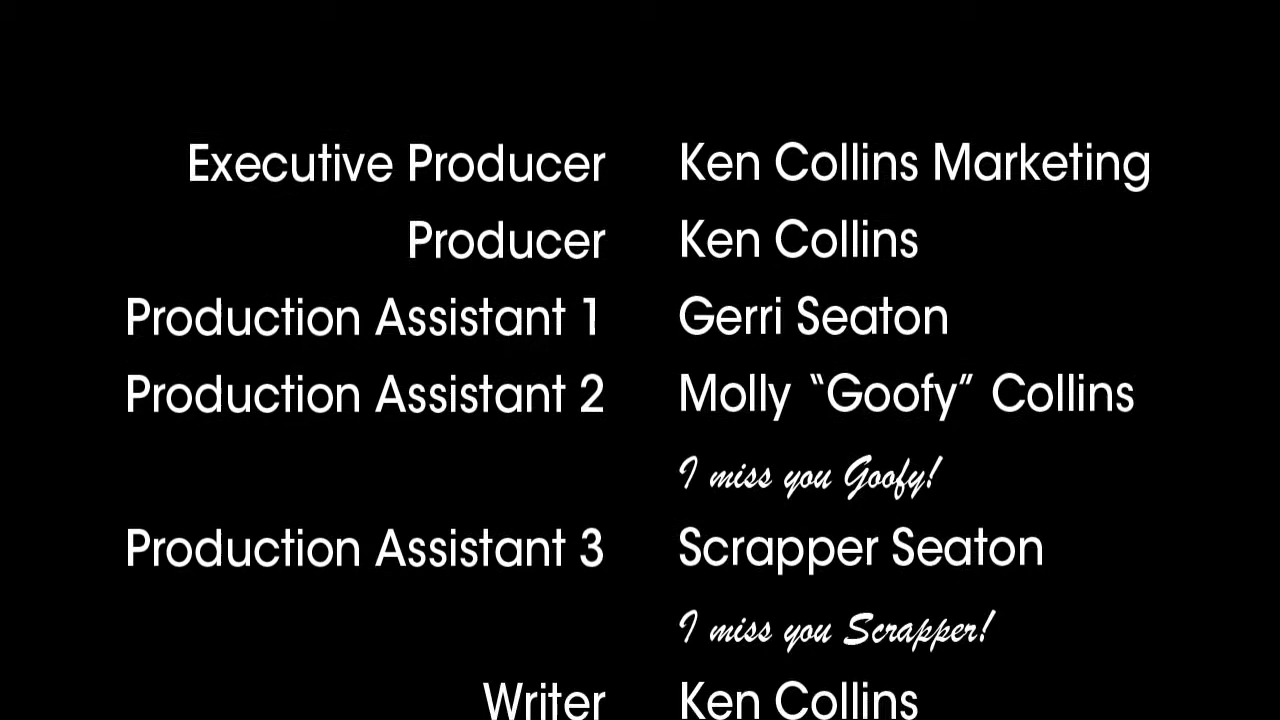 Executive Producer Ken Collins Marketing
Producer Ken Collins
Production Assistant 1 Gerri Seaton
Production Assistant 2 Molly “Goofy” Collins
I miss you Goofy!
Production Assistant 3 Scrapper Seaton
I miss you Scrapper!
Writer Ken Collins